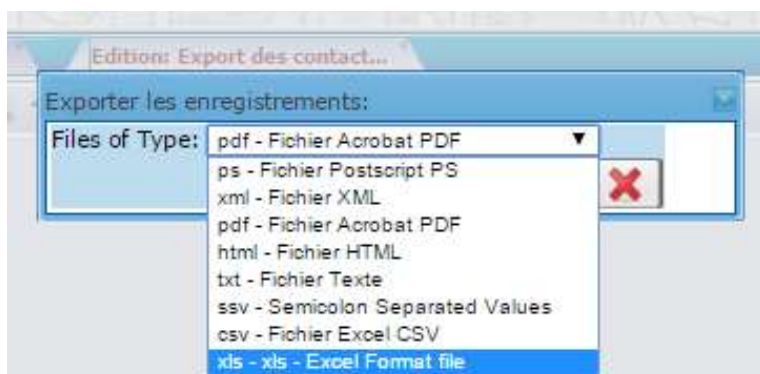 Edition: Export des contact...
Exporter les enregistrements:
Files of Type: pdf - Fichier Acrobat PDF
ps - Fichier Postscript PS
xml - Fichier XML
pdf - Fichier Acrobat PDF
html - Fichier HTML
txt - Fichier Texte
ssv - Semicolon Separated Values
csv - Fichier Excel CSV
xls - xls - Excel Format file